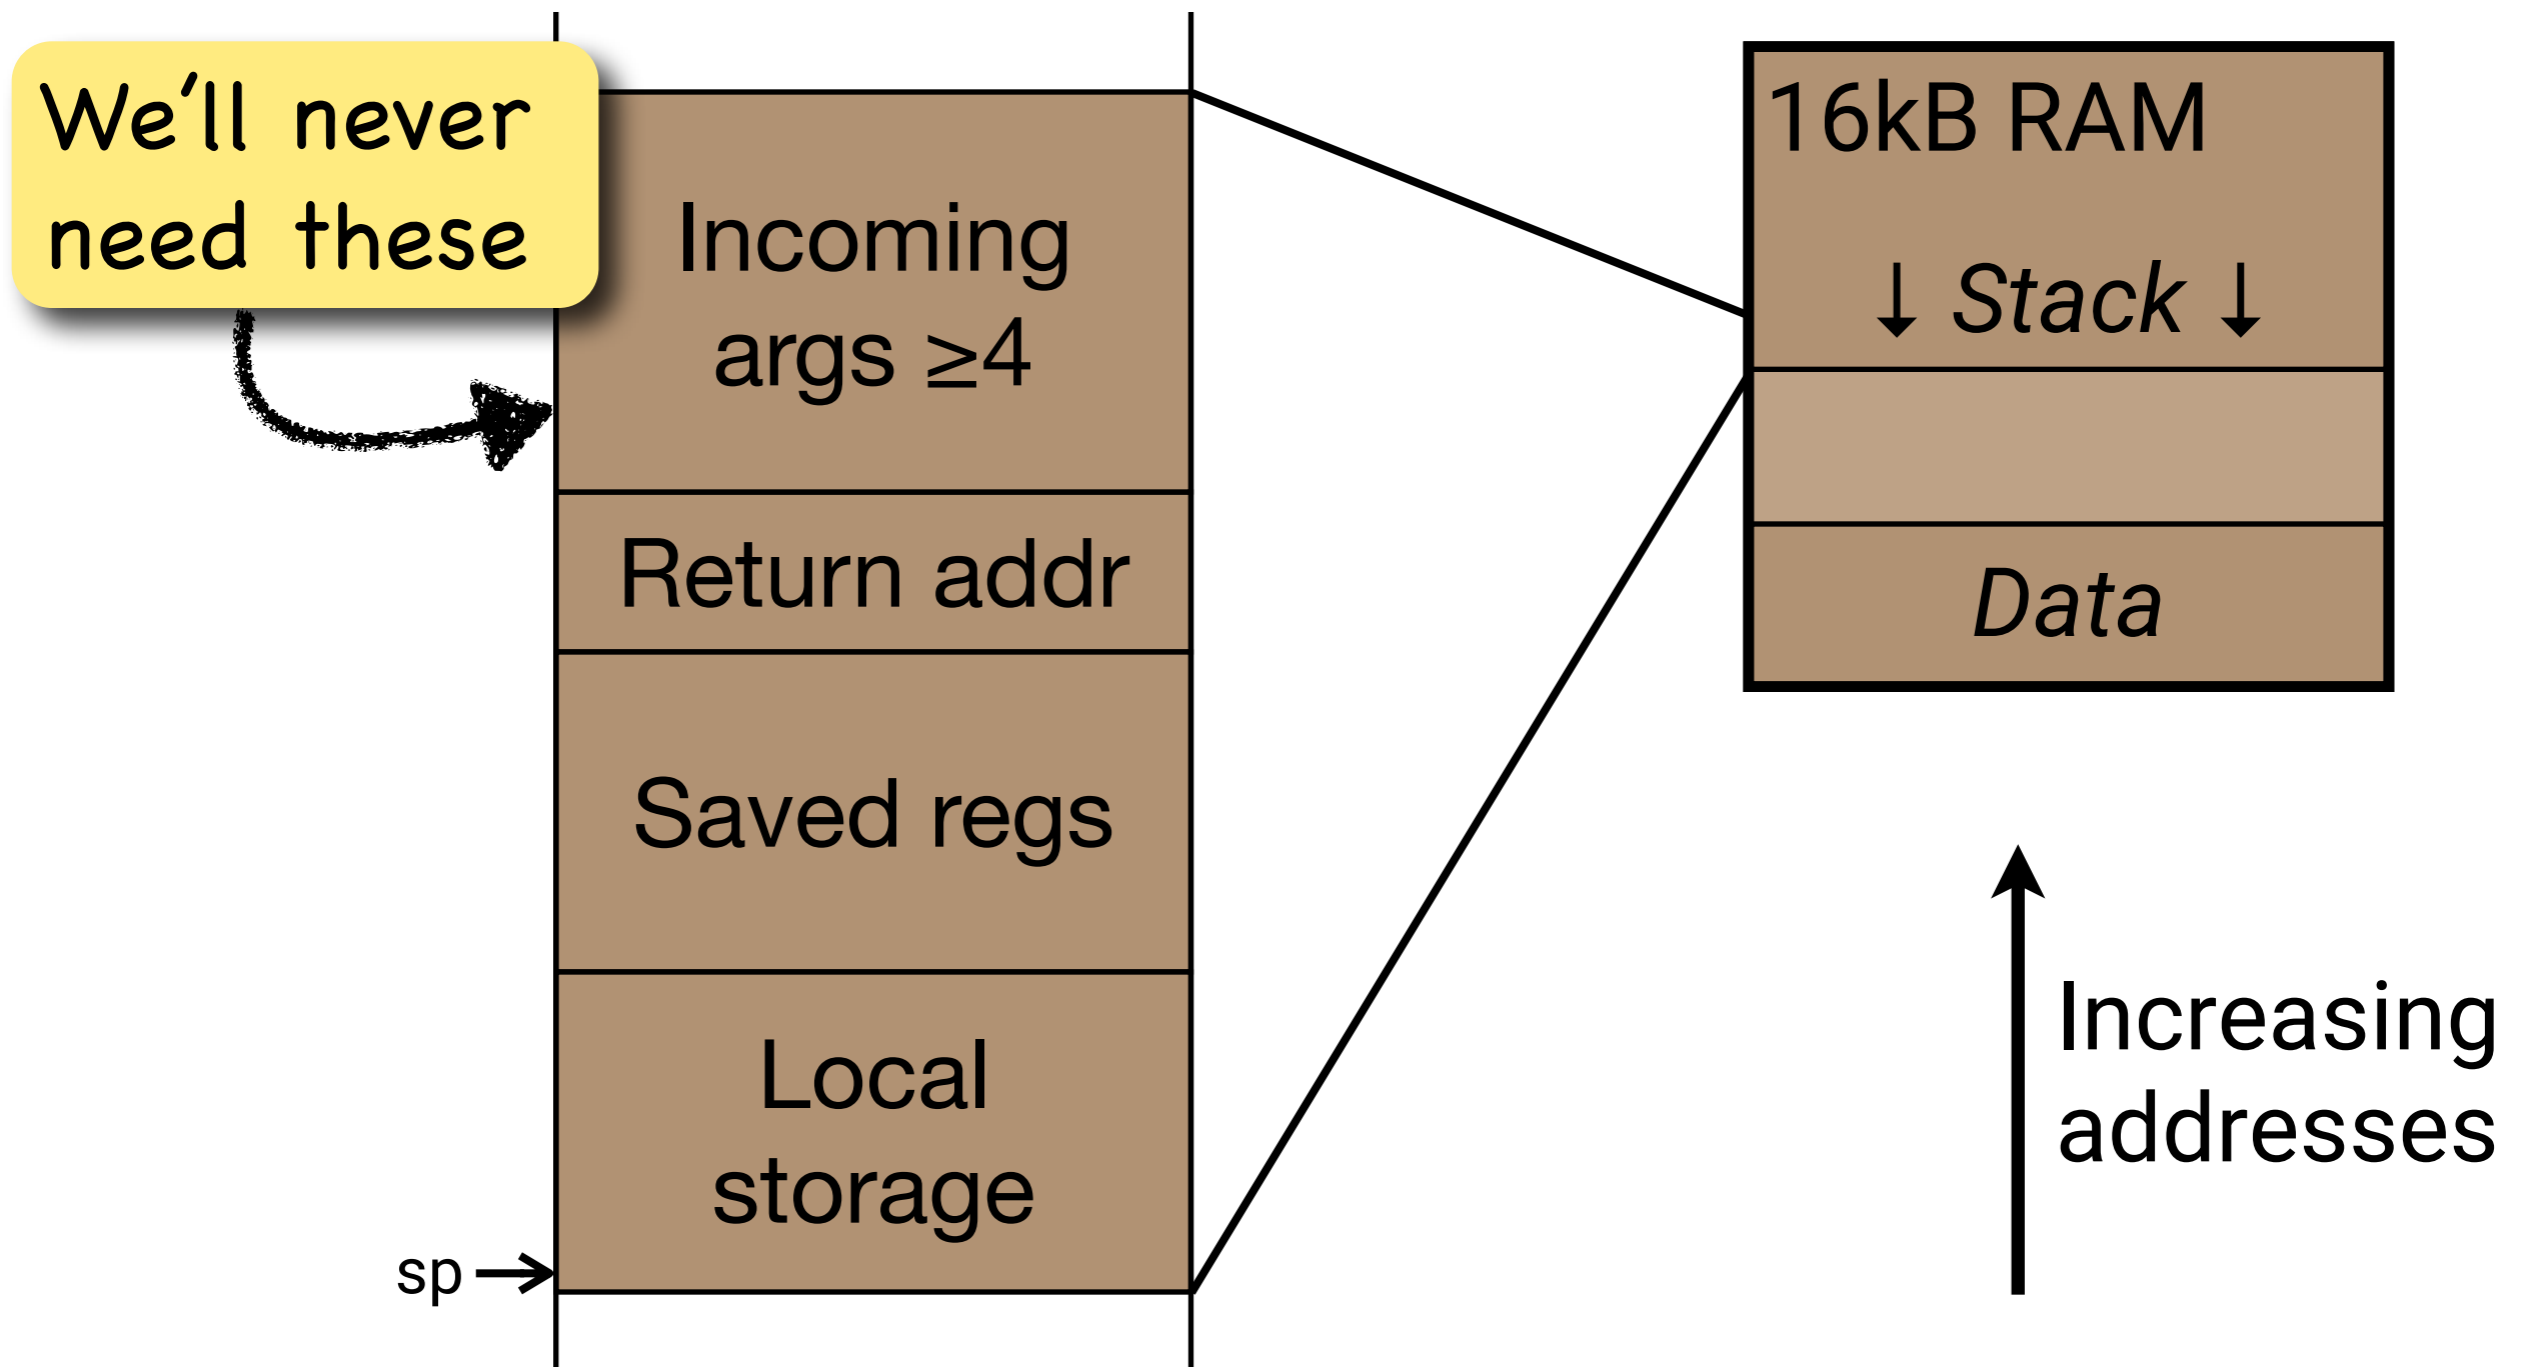 We'll never
need these
Incoming
args ≥4
Return addr
Saved regs
Local
storage
sp
16kB RAM
↓ Stack ↓
Data
Increasing
addresses